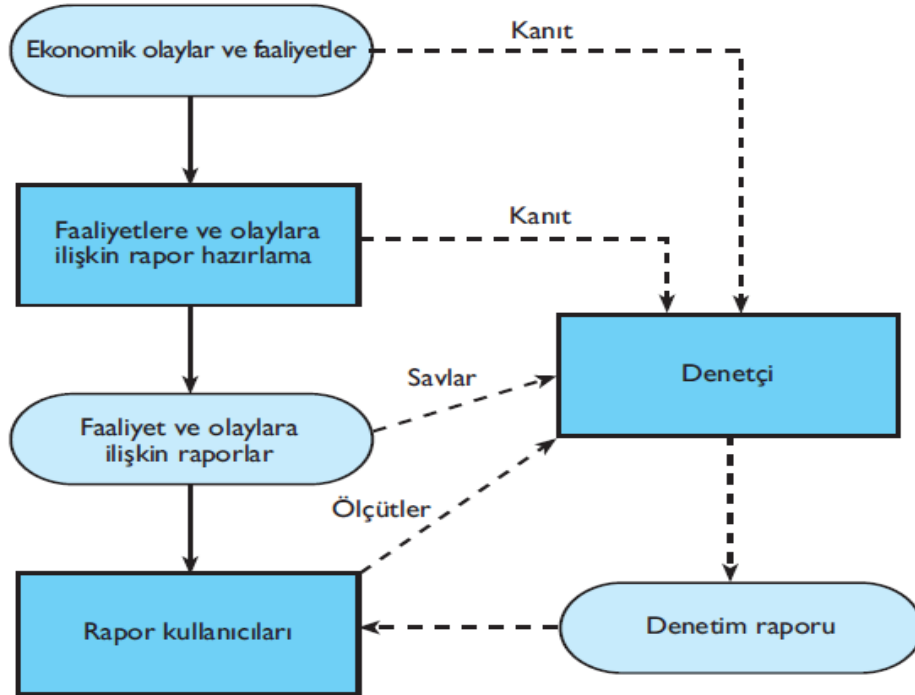 Ekonomik olaylar ve faaliyetler
Kanıt
Faaliyetlere ve olaylara
ilişkin rapor hazırlama
Kanıt
Denetçi
Savlar
Faaliyet ve olaylara
ilişkin raporlar
Ölçütler
Rapor kullanıcıları
Denetim raporu